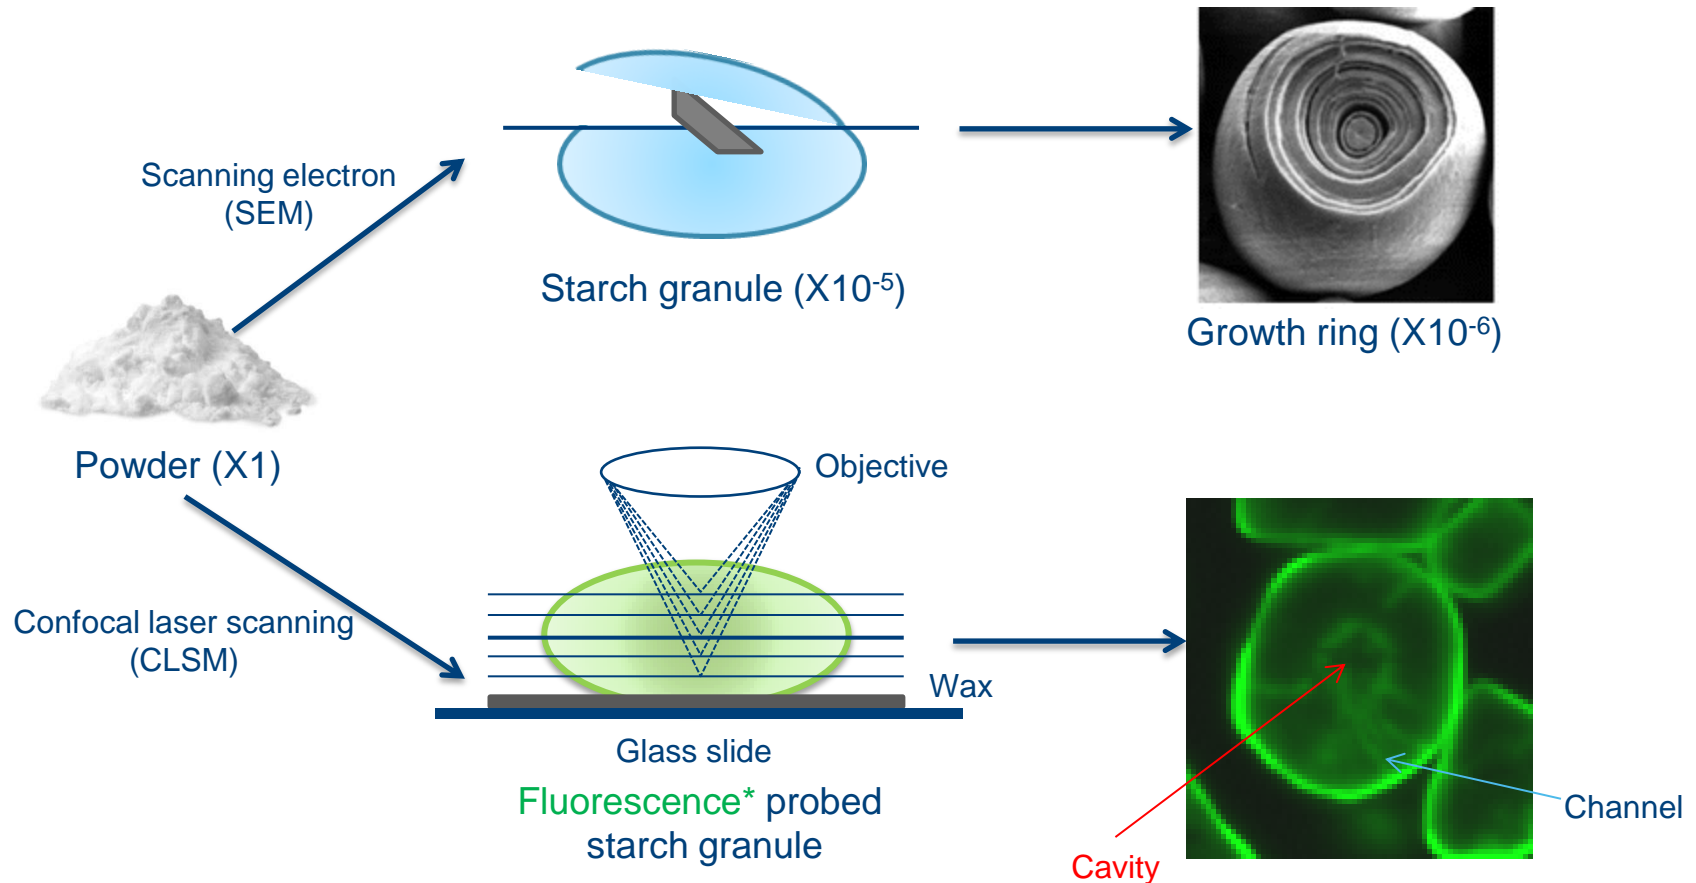 Scanning electron
(SEM)
Starch granule (X10⁻⁵)
Growth ring (X10⁻⁶)
Powder (X1)
Objective
Confocal laser scanning
(CLSM)
Wax
Glass slide
Fluorescence* probed
starch granule
Channel
Cavity